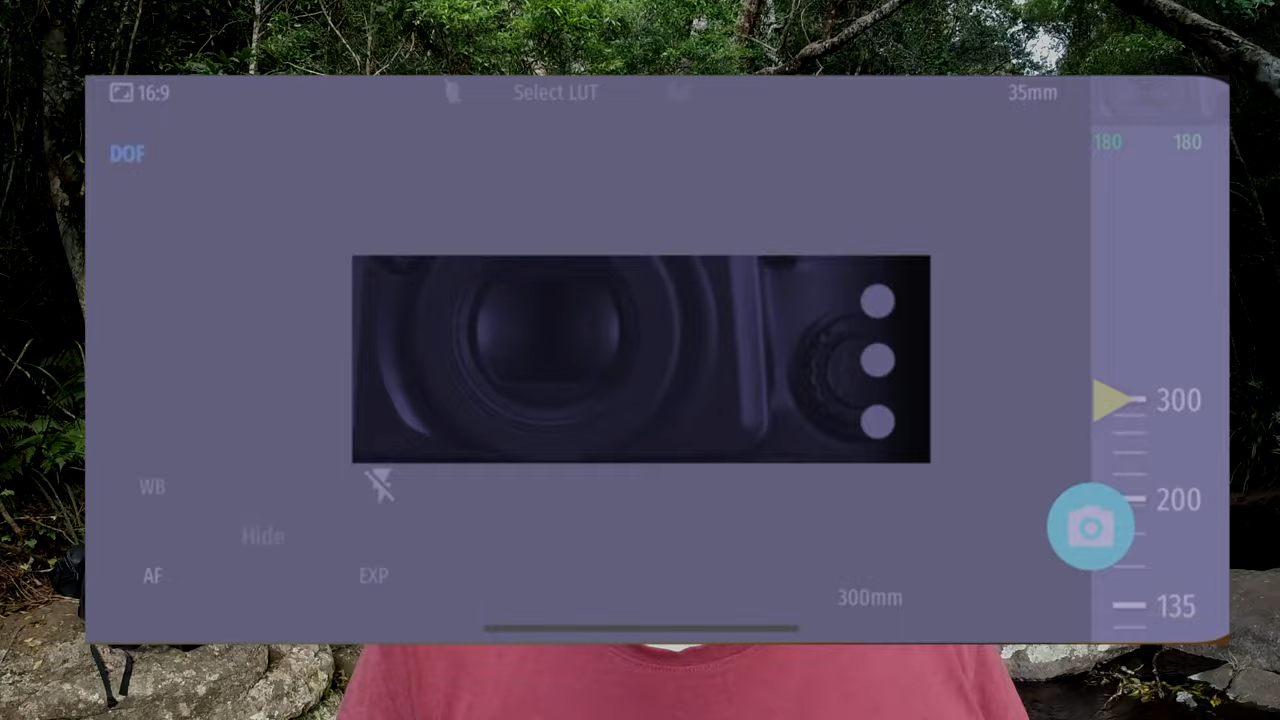 16:9 Select LUT 35mm
DOF 180 180
300
WB 200
Hide
AF EXP 300mm 135